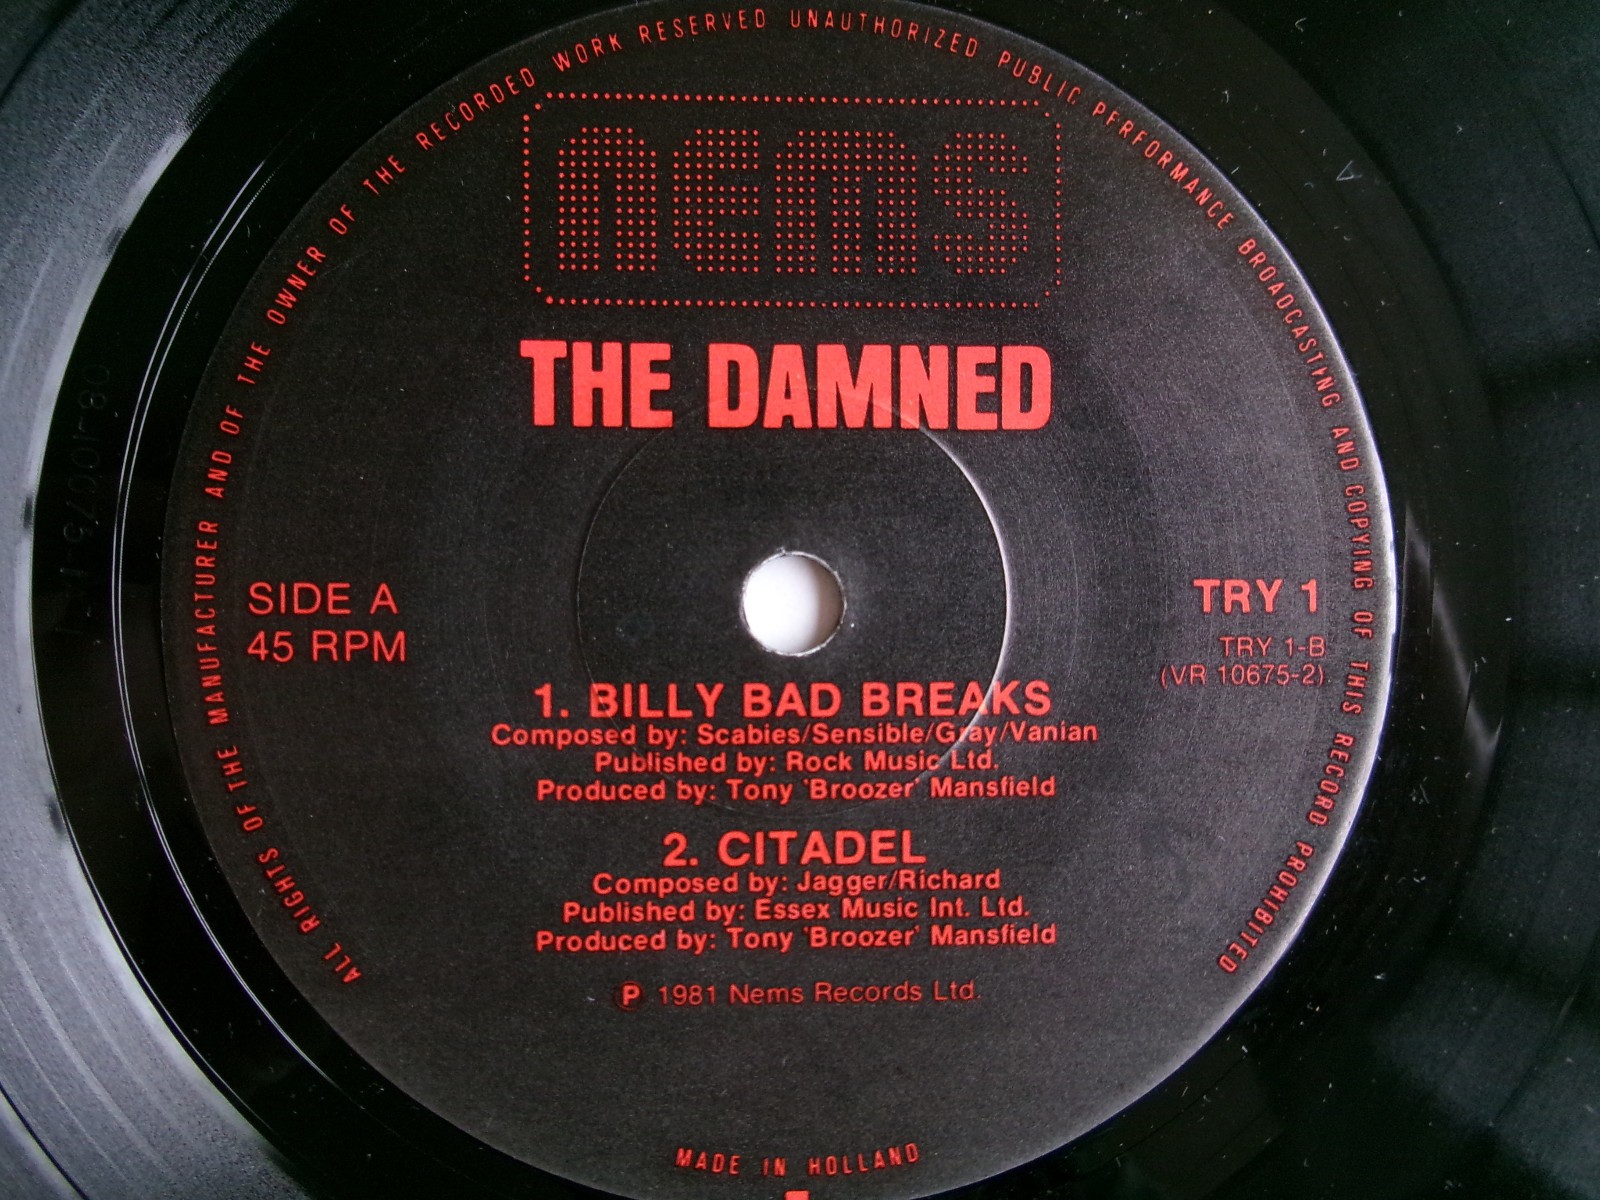 ALL RIGHTS OF THE MANUFACTURER AND OF THE OWNER OF THE RECORDED WORK RESERVED UNAUTHORIZED PUBLIC PERFORMANCE BROADCASTING AND COPYING OF THIS RECORD PROHIBITED
nems
THE DAMNED
SIDE A
45 RPM
TRY 1
TRY 1-B
(VR 10675-2)
1. BILLY BAD BREAKS
Composed by: Scabies/Sensible/Gray/Vanian
Published by: Rock Music Ltd.
Produced by: Tony 'Broozer' Mansfield
2. CITADEL
Composed by: Jagger/Richard
Published by: Essex Music Int. Ltd.
Produced by: Tony 'Broozer' Mansfield
P 1981 Nems Records Ltd.
MADE IN HOLLAND